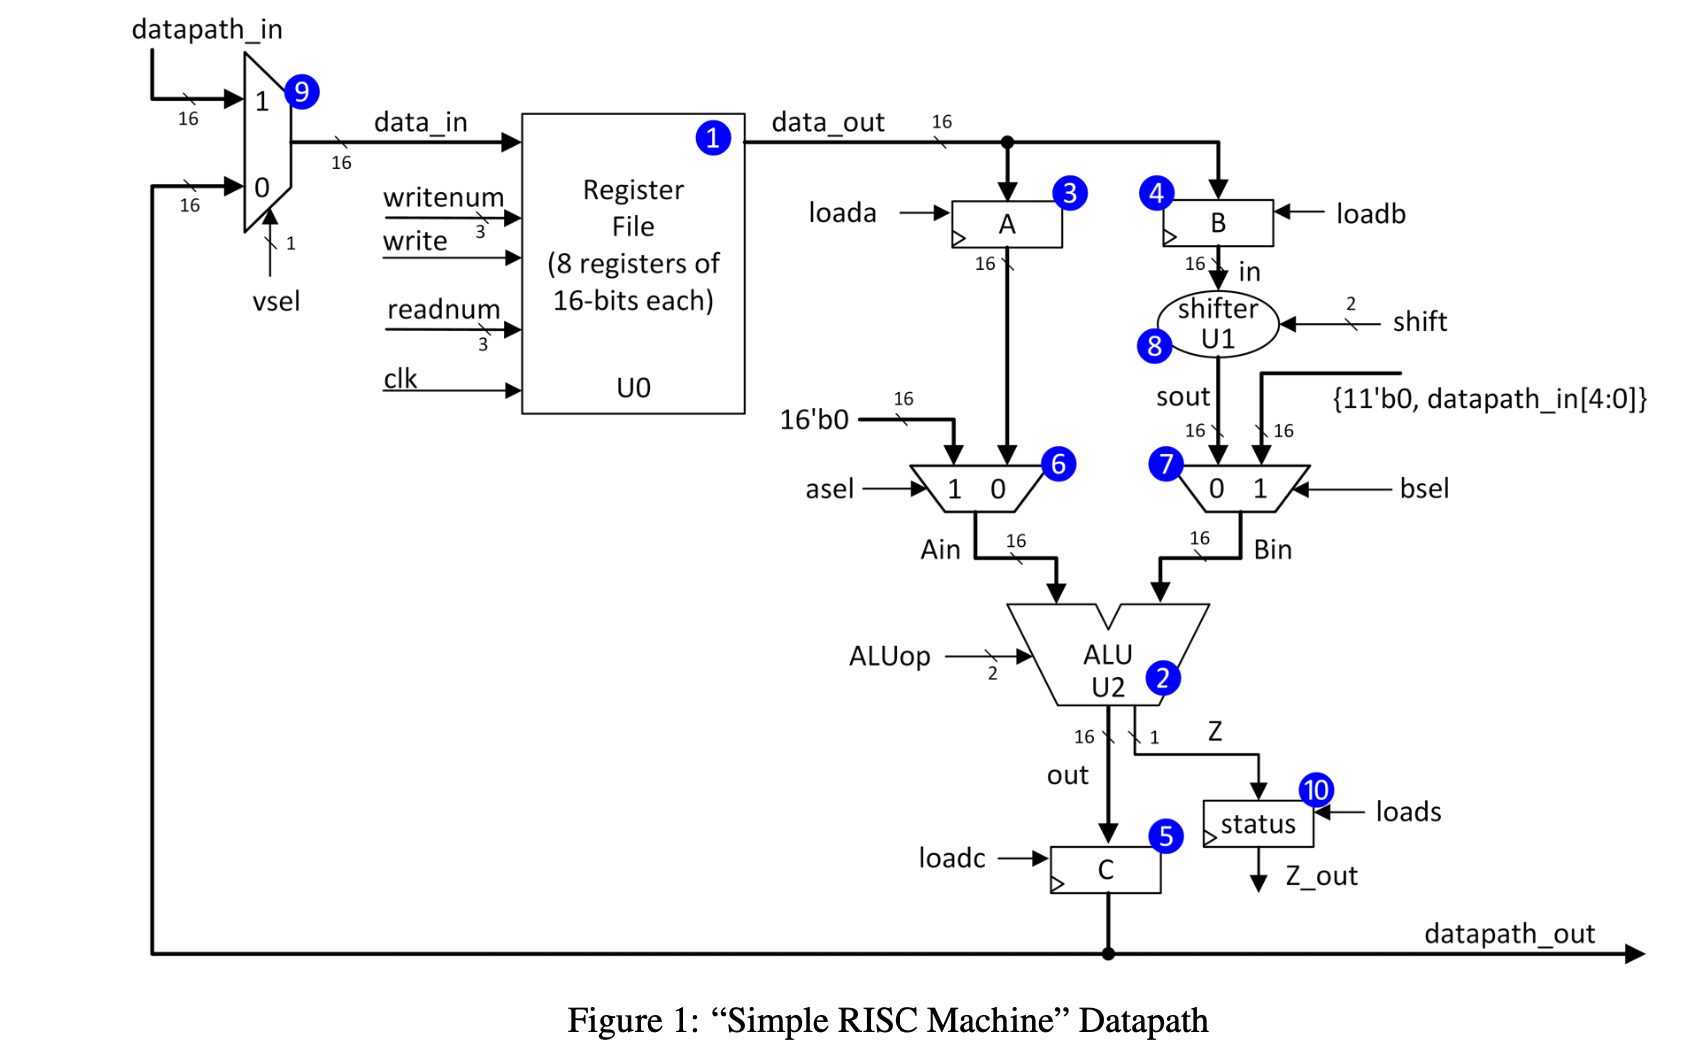 datapath_in
9
1
16
data_in
16
0
16
1
vsel
1
Register
File
(8 registers of
16-bits each)
U0
writenum
3
write
readnum
3
clk
data_out
16
3
loada
A
16
4
B
loadb
16
in
shifter
U1
8
2
shift
sout
16
16
{11'b0, datapath_in[4:0]}
16'b0
16
6
asel
1 0
7
0 1
bsel
Ain
16
16
Bin
ALUop
2
ALU
U2
2
16
1
Z
out
10
status
loads
Z_out
5
loadc
C
datapath_out
Figure 1: “Simple RISC Machine” Datapath